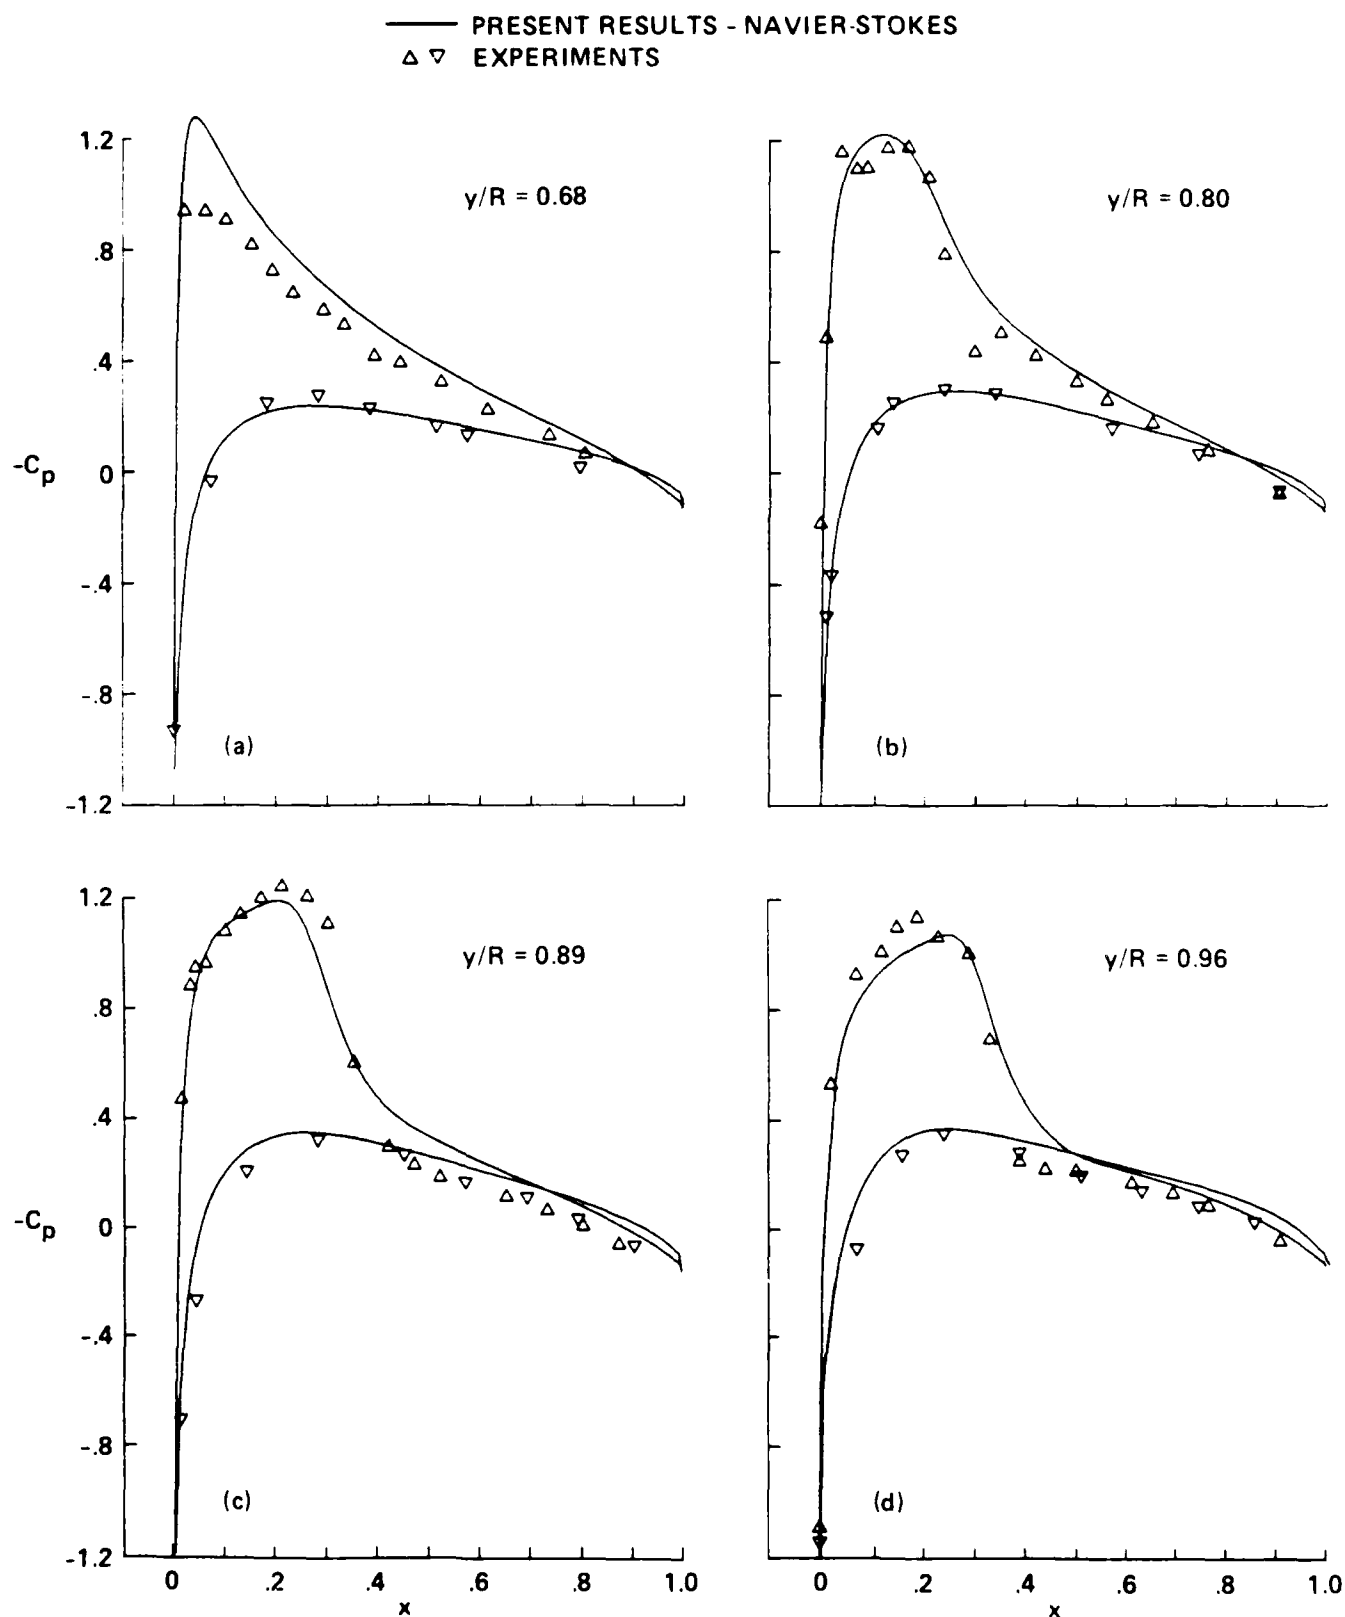 PRESENT RESULTS - NAVIER-STOKES
EXPERIMENTS
1.2
.8
.4
0
-.4
-.8
-1.2
-Cp
y/R = 0.68
(a)
y/R = 0.80
(b)
1.2
.8
.4
0
-.4
-.8
-1.2
-Cp
y/R = 0.89
(c)
0
.2
.4
.6
.8
1.0
x
y/R = 0.96
(d)
0
.2
.4
.6
.8
1.0
x